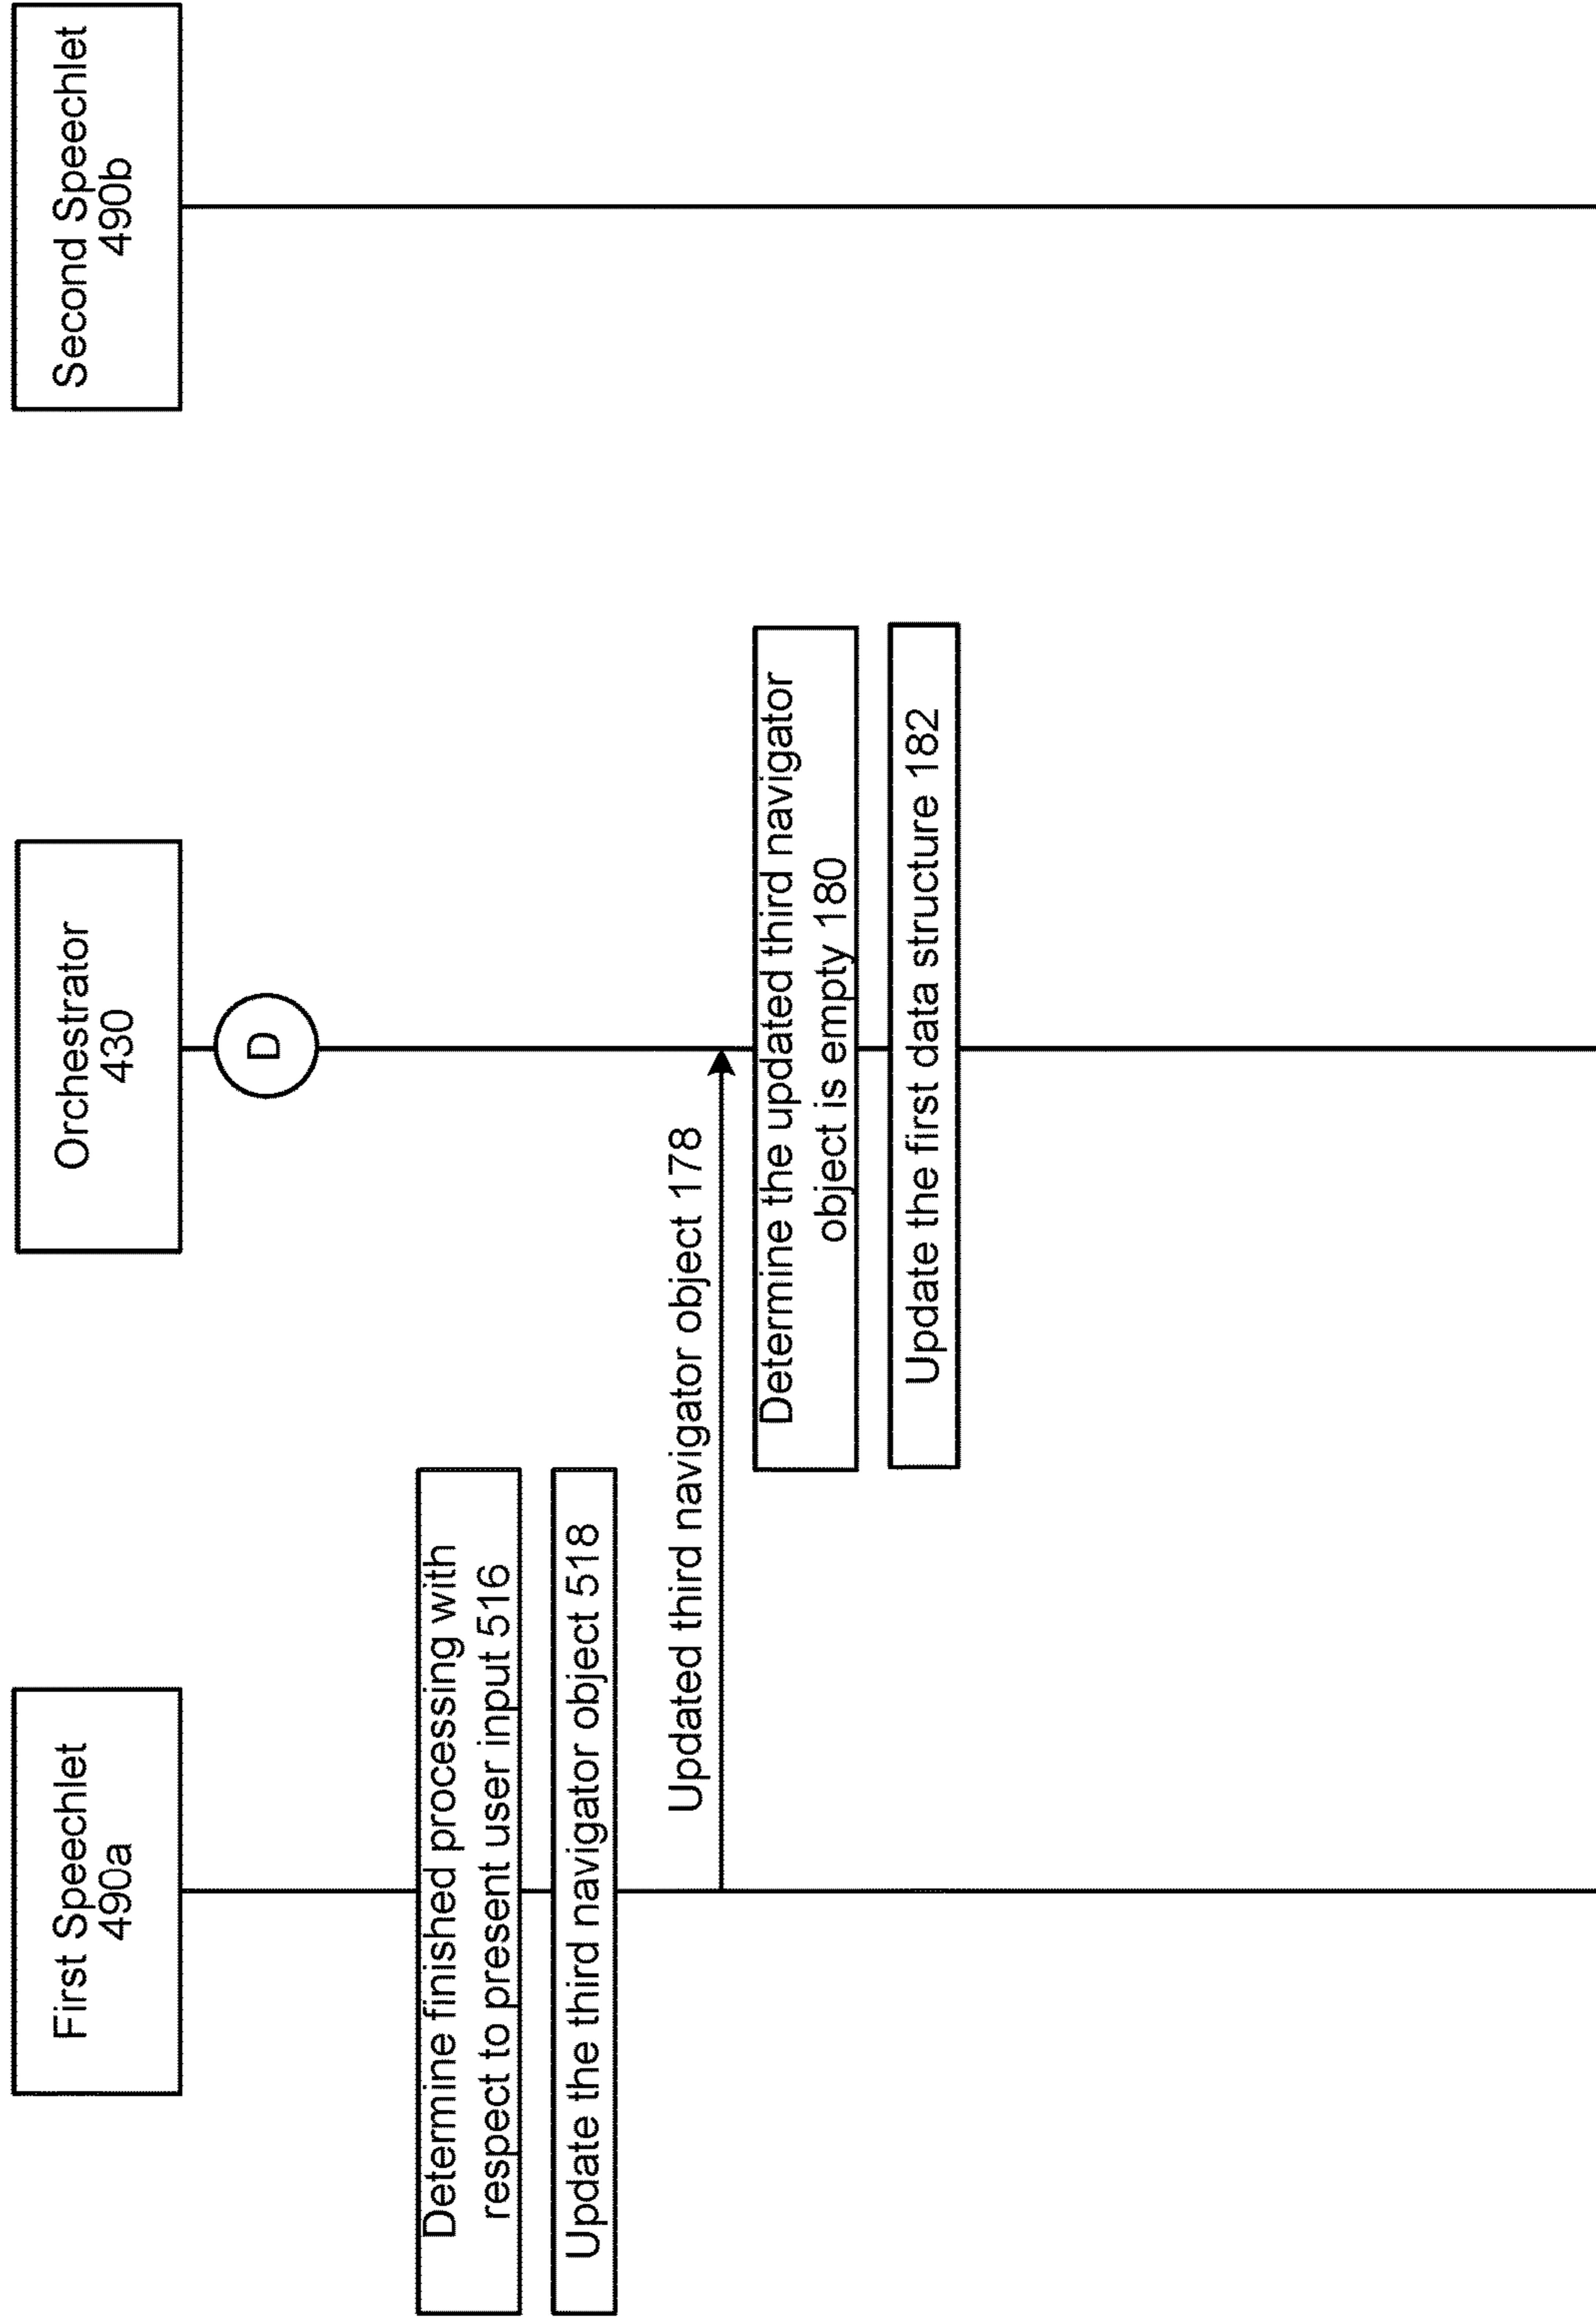 First Speechlet
490a
Orchestrator
430
Second Speechlet
490b
D
Determine finished processing with
respect to present user input 516
Update the third navigator object 518
Updated third navigator object 178
Determine the updated third navigator
object is empty 180
Update the first data structure 182